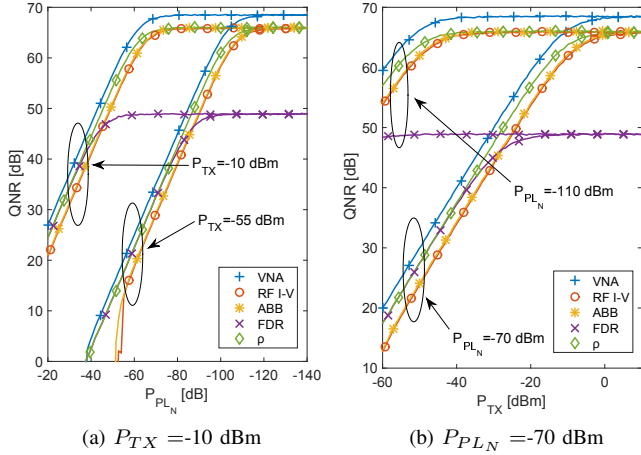 70
60
50
40
30
20
10
0
QNR [dB]
P_TX=-10 dBm
P_TX=-55 dBm
VNA
RF I-V
ABB
FDR
ρ
-20 -40 -60 -80 -100 -120 -140
P_PL_N [dB]
(a) P_TX =-10 dBm
70
60
50
40
30
20
10
QNR [dB]
P_PL_N=-110
P_PL_N=-70 dBm
VNA
RF I-V
ABB
FDR
ρ
-60 -40 -20 0
P_TX [dBm]
(b) P_PL_N =-70 dBm